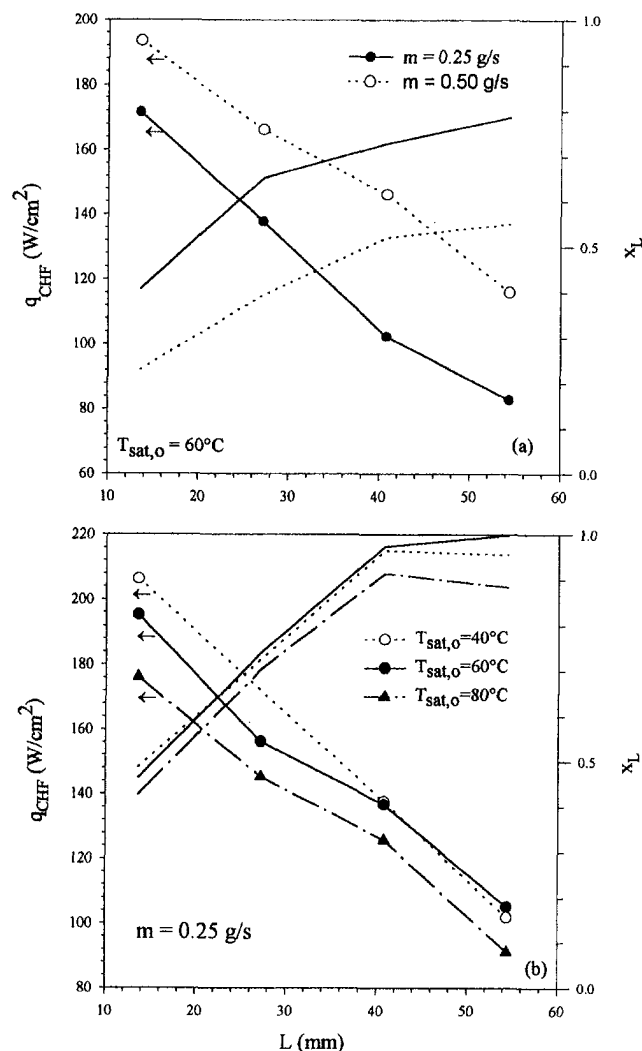 200
180
160
140
120
100
80
60
10
20
30
40
50
60
1.0
0.5
0.0
q_CHF (W/cm²)
x_L
m = 0.25 g/s
m = 0.50 g/s
T_sat,o = 60°C
(a)
220
200
180
160
140
120
100
80
10
20
30
40
50
60
1.0
0.5
0.0
q_CHF (W/cm²)
x_L
T_sat,o=40°C
T_sat,o=60°C
T_sat,o=80°C
m = 0.25 g/s
(b)
L (mm)